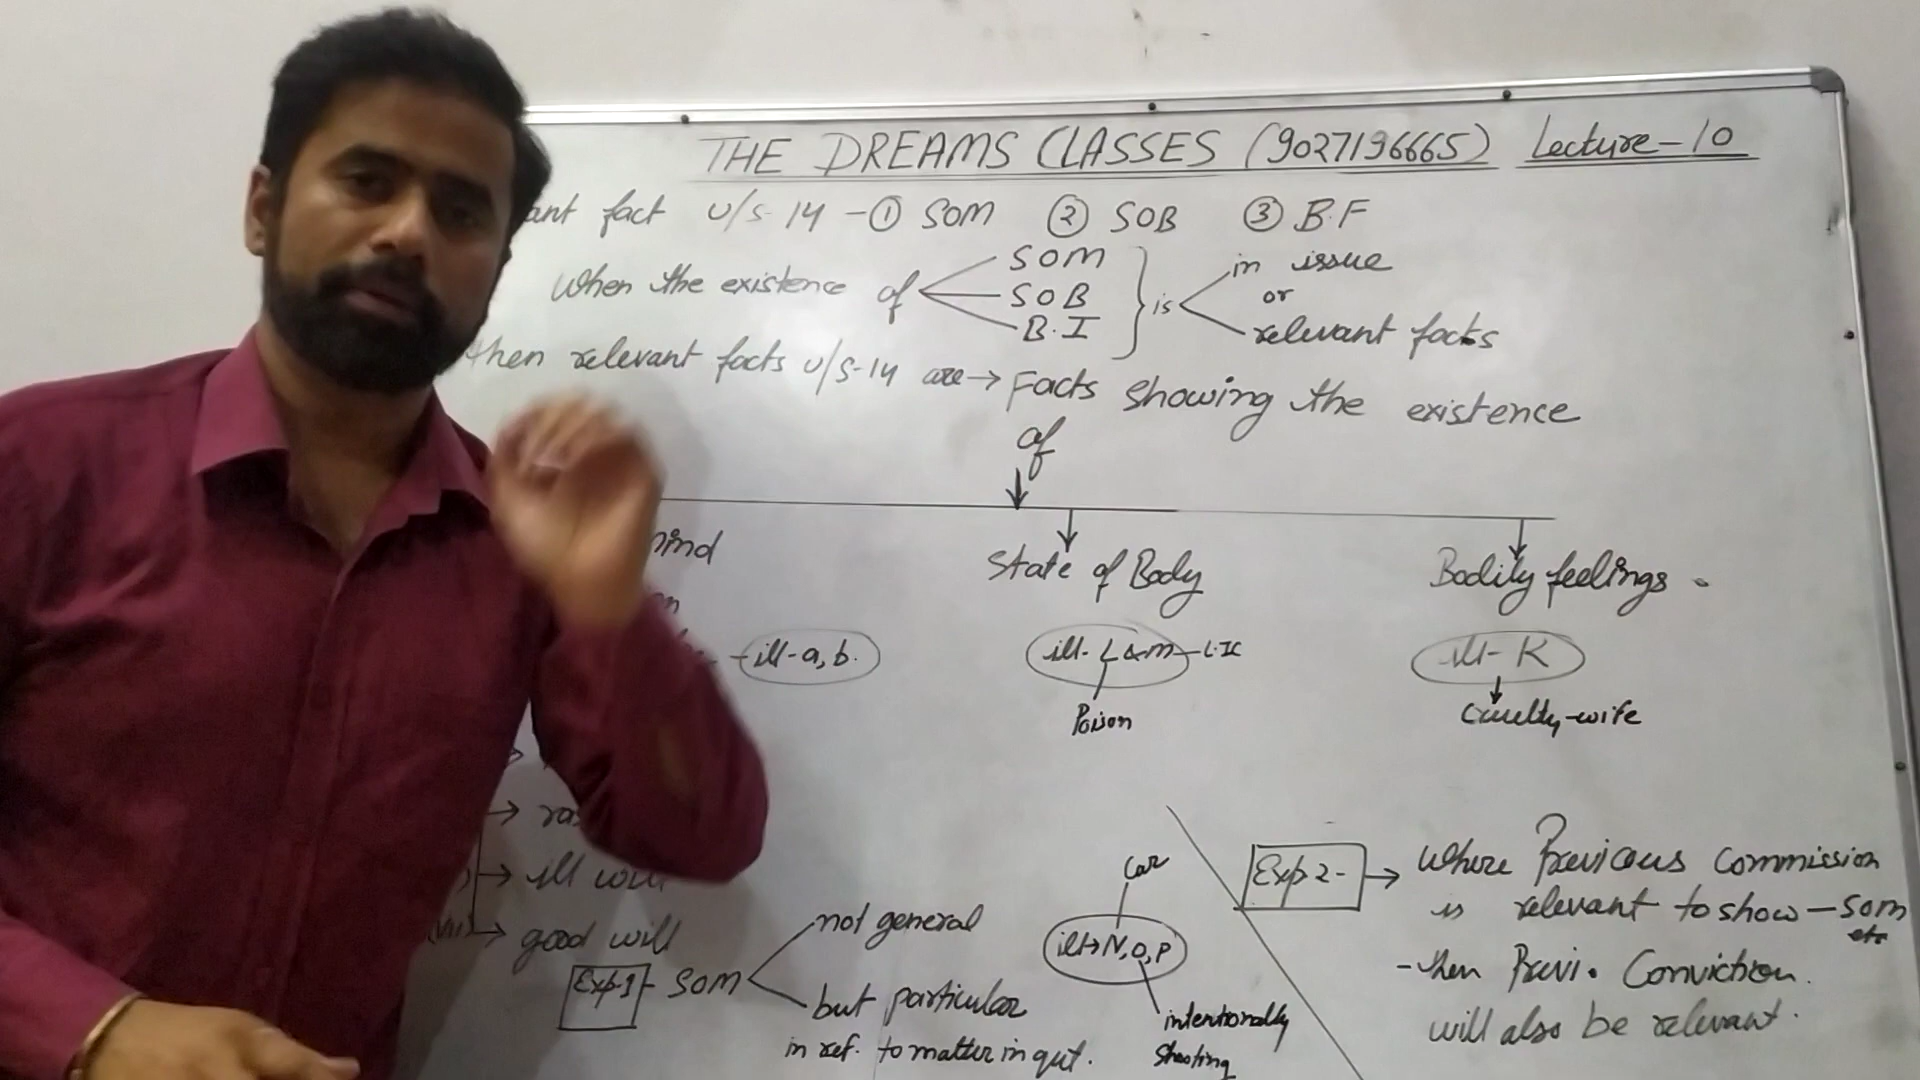 THE DREAMS CLASSES (9027196665) Lecture-10
ant fact u/s-14 - ① SOM ② SOB ③ B.F
When the existence of SOM
SOB
B.I
is in issue
or
relevant facts
then relevant facts u/s-14 are → Facts showing the existence
of
mind
State of Body
Bodily feelings
- ill-a, b.
ill- L & m - LIC
ill- K
Poison
Cruelty-wife
→ ill will
→ good will
Exp-1 - SOM not general
but particular
in ref. to matter in qut.
Car
ill→ N, O, P
intentionally
Shooting
Exp 2- → Where Previous Commission
is relevant to show - SOM
etc
- then Previ. Conviction.
will also be relevant.